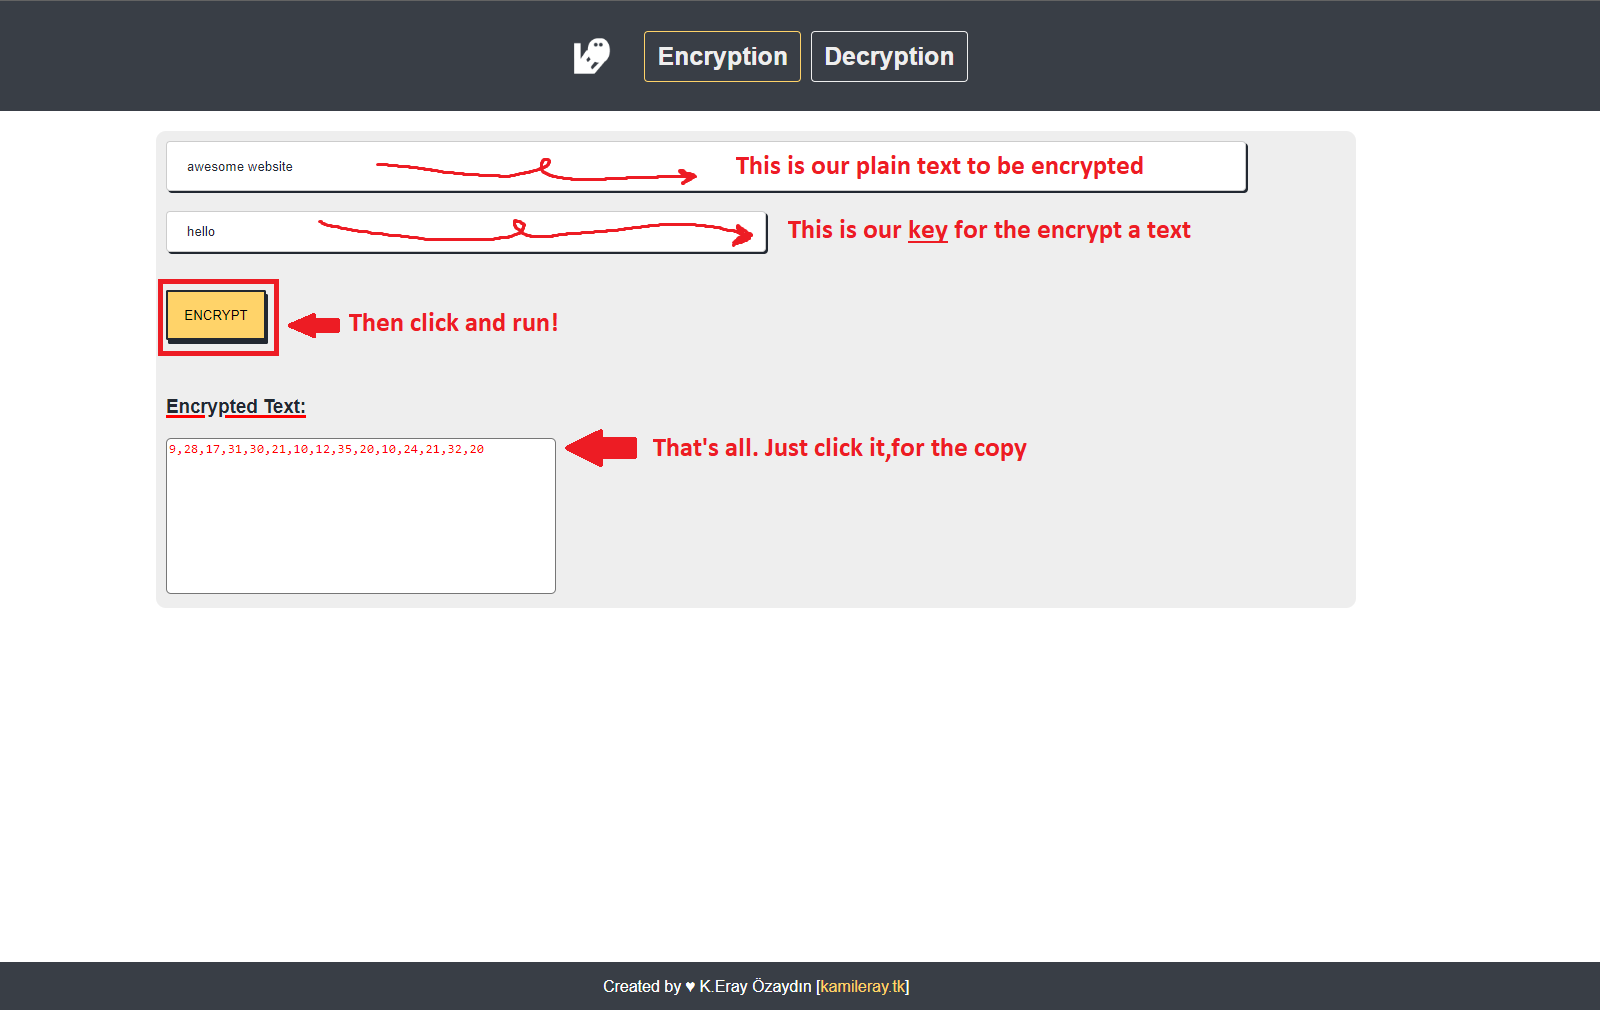 Encryption Decryption
awesome website This is our plain text to be encrypted
hello This is our key for the encrypt a text
ENCRYPT Then click and run!
Encrypted Text:
9,28,17,31,30,21,10,12,35,20,10,24,21,32,20 That's all. Just click it,for the copy
Created by ♥ K.Eray Özaydın [kamileray.tk]